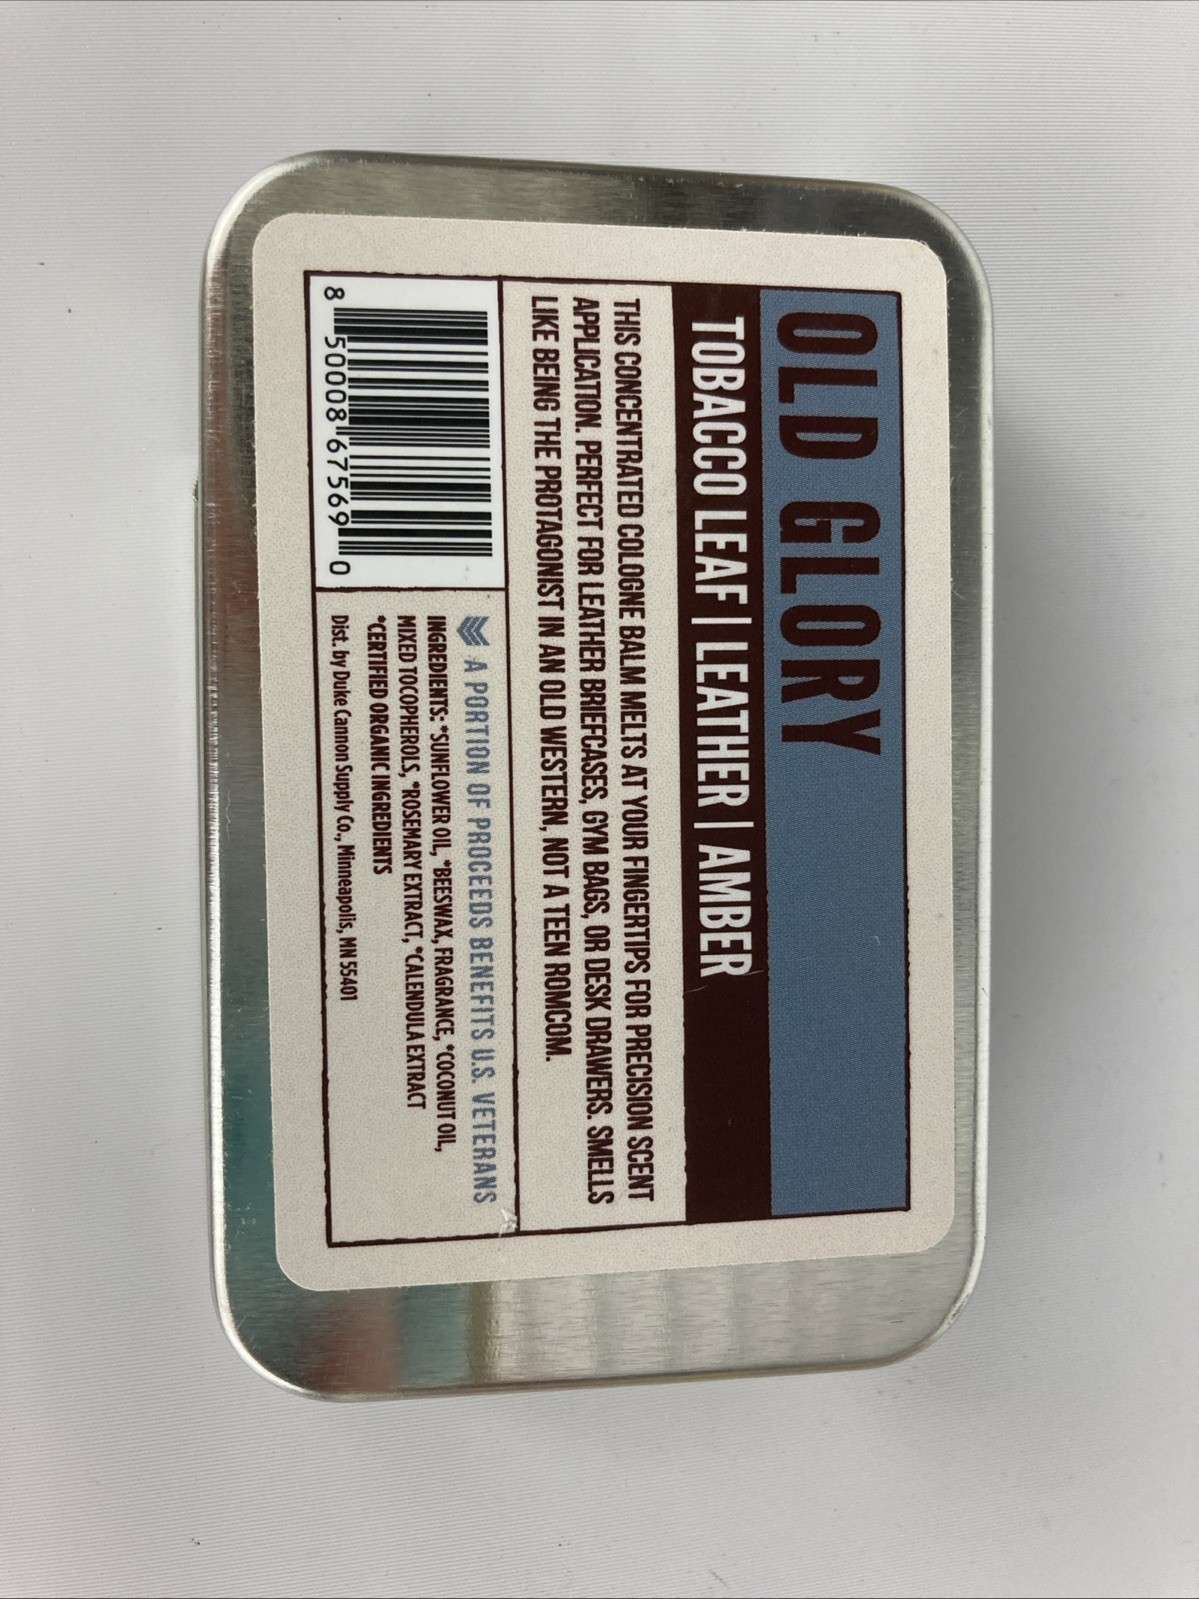 OLD GLORY
TOBACCO LEAF | LEATHER | AMBER
THIS CONCENTRATED COLOGNE BALM MELTS AT YOUR FINGERTIPS FOR PRECISION SCENT
APPLICATION. PERFECT FOR LEATHER BRIEFCASES, GYM BAGS, OR DESK DRAWERS. SMELLS
LIKE BEING THE PROTAGONIST IN AN OLD WESTERN, NOT A TEEN ROMCOM.
8 50008 67569 0
A PORTION OF PROCEEDS BENEFITS U.S. VETERANS
INGREDIENTS: *SUNFLOWER OIL, *BEESWAX, FRAGRANCE, *COCONUT OIL,
MIXED TOCOPHEROLS, *ROSEMARY EXTRACT, *CALENDULA EXTRACT
*CERTIFIED ORGANIC INGREDIENTS
Dist. by Duke Cannon Supply Co., Minneapolis, MN 55401